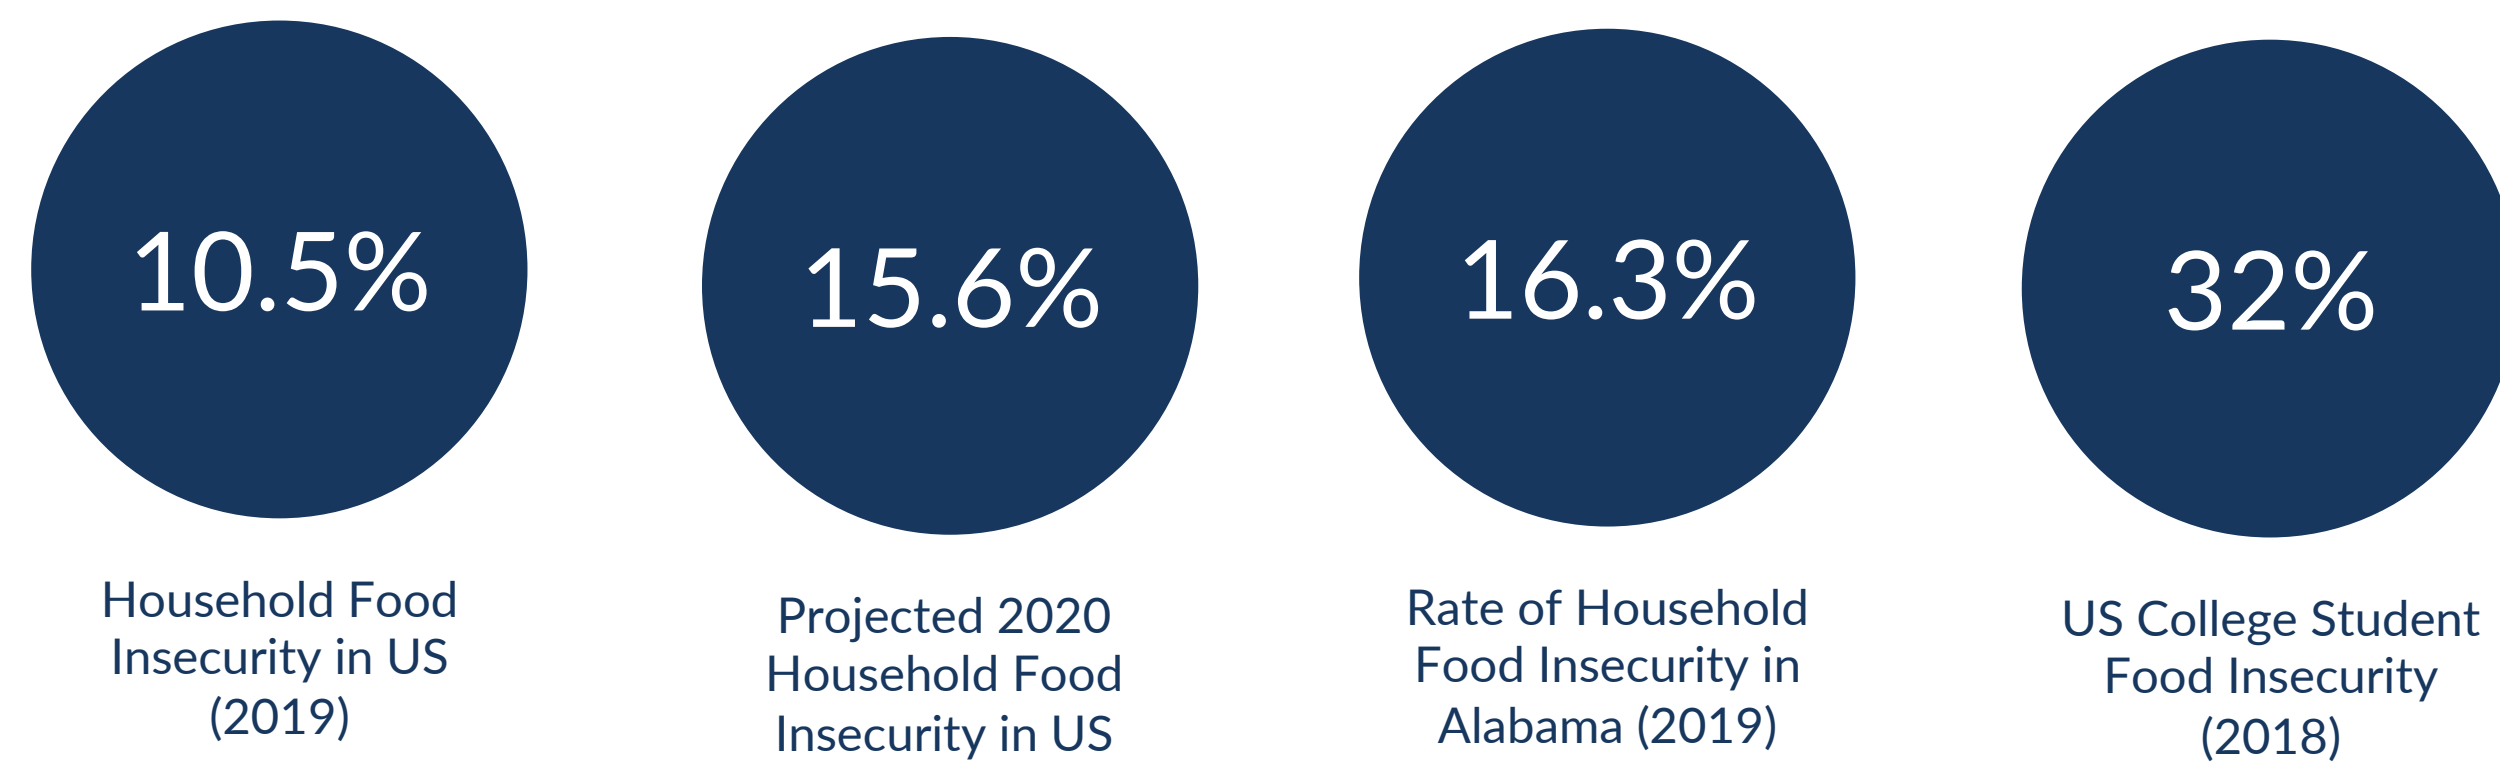 10.5%
Household Food
Insecurity in US
(2019)
15.6%
Projected 2020
Household Food
Insecurity in US
16.3%
Rate of Household
Food Insecurity in
Alabama (2019)
32%
US College Student
Food Insecurity
(2018)